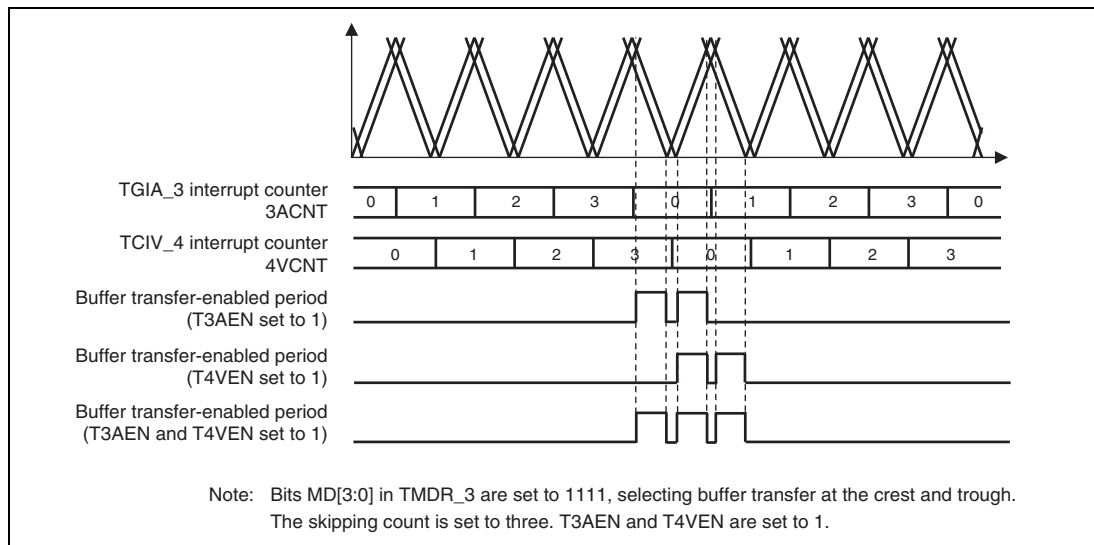 TGIA_3 interrupt counter
3ACNT
0 1 2 3 0 1 2 3 0
TCIV_4 interrupt counter
4VCNT
0 1 2 3 0 1 2 3
Buffer transfer-enabled period
(T3AEN set to 1)
Buffer transfer-enabled period
(T4VEN set to 1)
Buffer transfer-enabled period
(T3AEN and T4VEN set to 1)
Note: Bits MD[3:0] in TMDR_3 are set to 1111, selecting buffer transfer at the crest and trough.
The skipping count is set to three. T3AEN and T4VEN are set to 1.